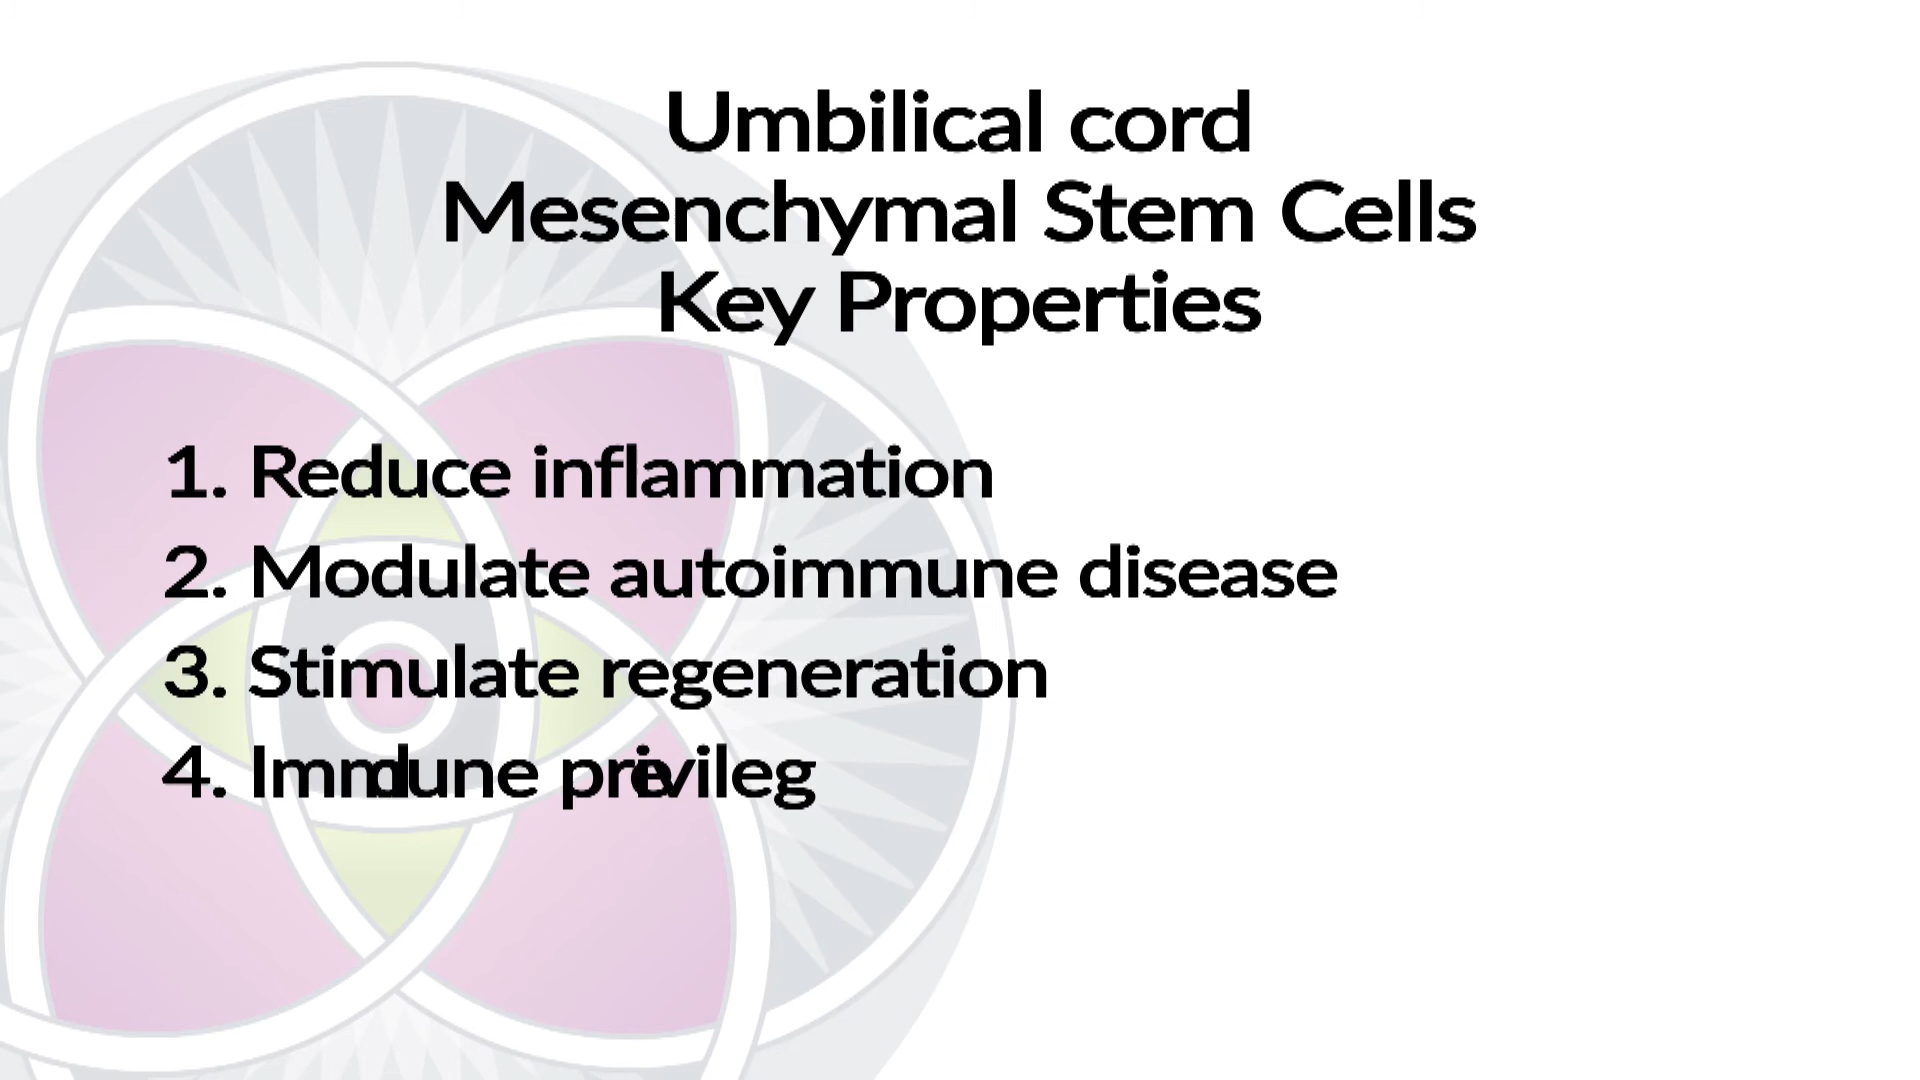 Umbilical cord
Mesenchymal Stem Cells
Key Properties
1. Reduce inflammation
2. Modulate autoimmune disease
3. Stimulate regeneration
4.